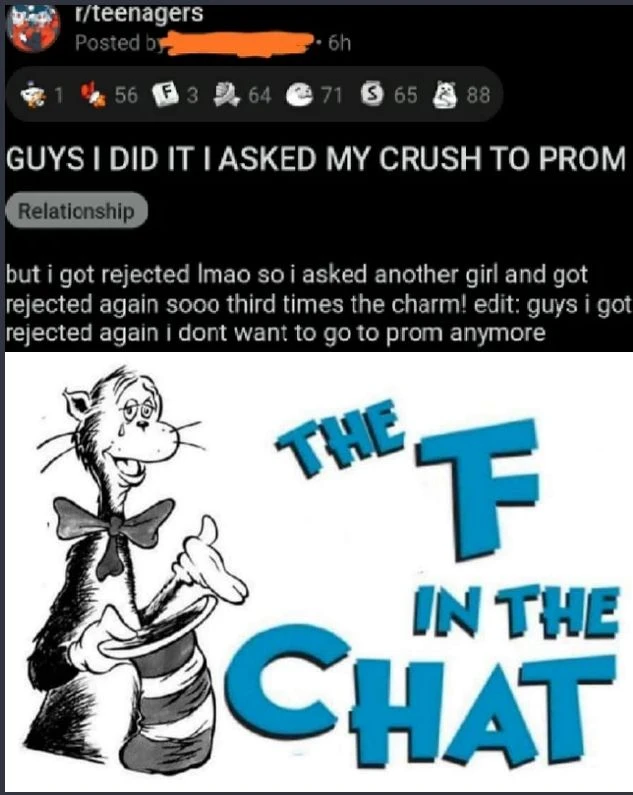 r/teenagers
Posted by • 6h
1 56 F 3 64 71 S 65 88
GUYS I DID IT I ASKED MY CRUSH TO PROM
Relationship
but i got rejected lmao so i asked another girl and got
rejected again sooo third times the charm! edit: guys i got
rejected again i dont want to go to prom anymore
THE F
IN THE
CHAT